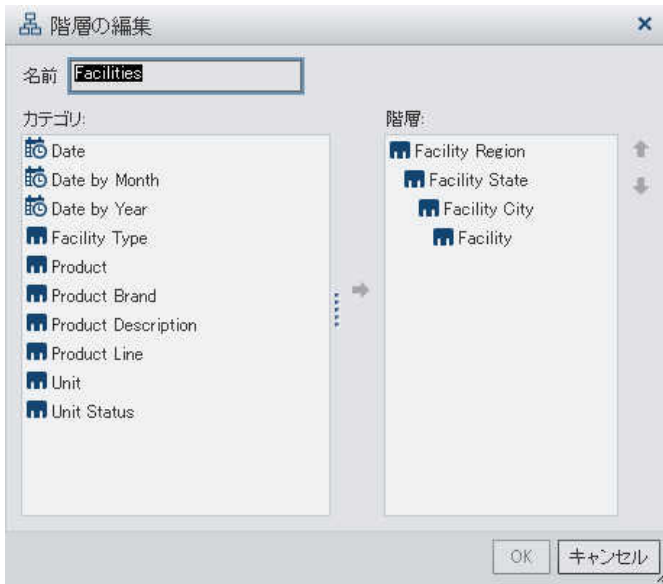 階層の編集
名前 Facilities
カテゴリ:
Date
Date by Month
Date by Year
Facility Type
Product
Product Brand
Product Description
Product Line
Unit
Unit Status
階層:
Facility Region
Facility State
Facility City
Facility
OK キャンセル